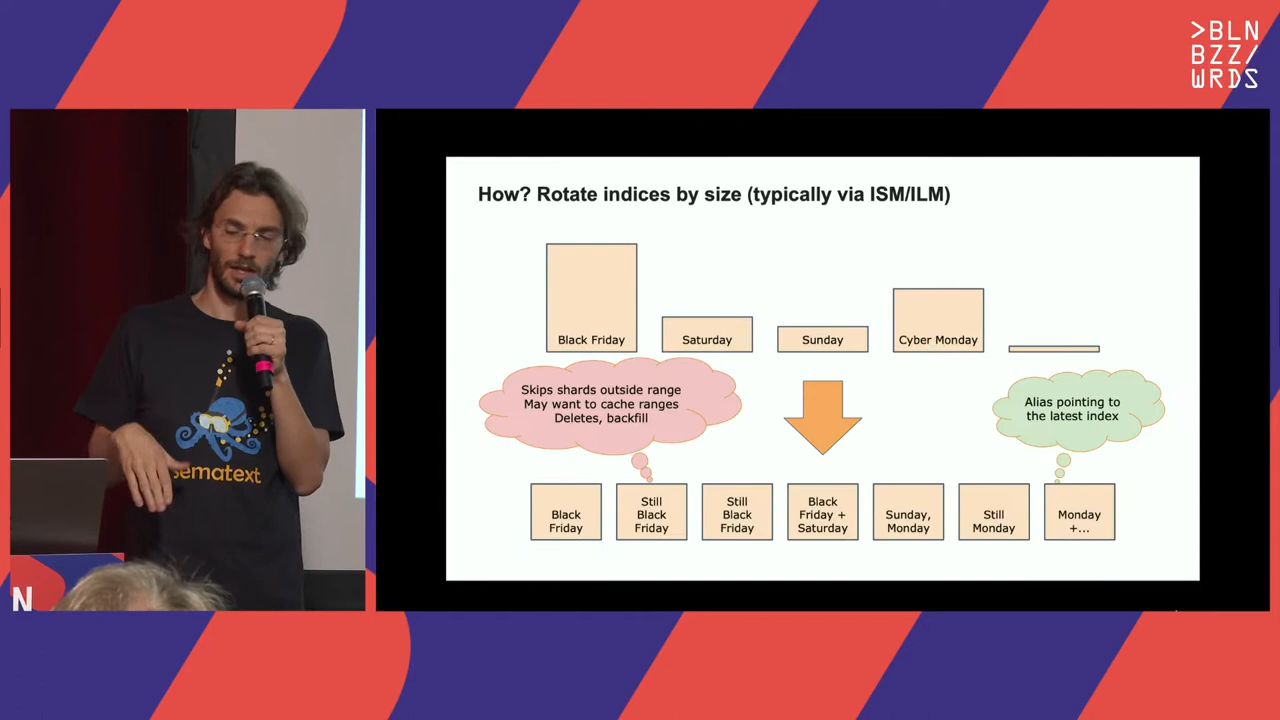 >BLN
BZZ/
WRDS
How? Rotate indices by size (typically via ISM/ILM)
Black Friday
Saturday
Sunday
Cyber Monday
Skips shards outside range
May want to cache ranges
Deletes, backfill
Alias pointing to
the latest index
Black
Friday
Still
Black
Friday
Still
Black
Friday
Black
Friday +
Saturday
Sunday,
Monday
Still
Monday
Monday
+...
sematext
N